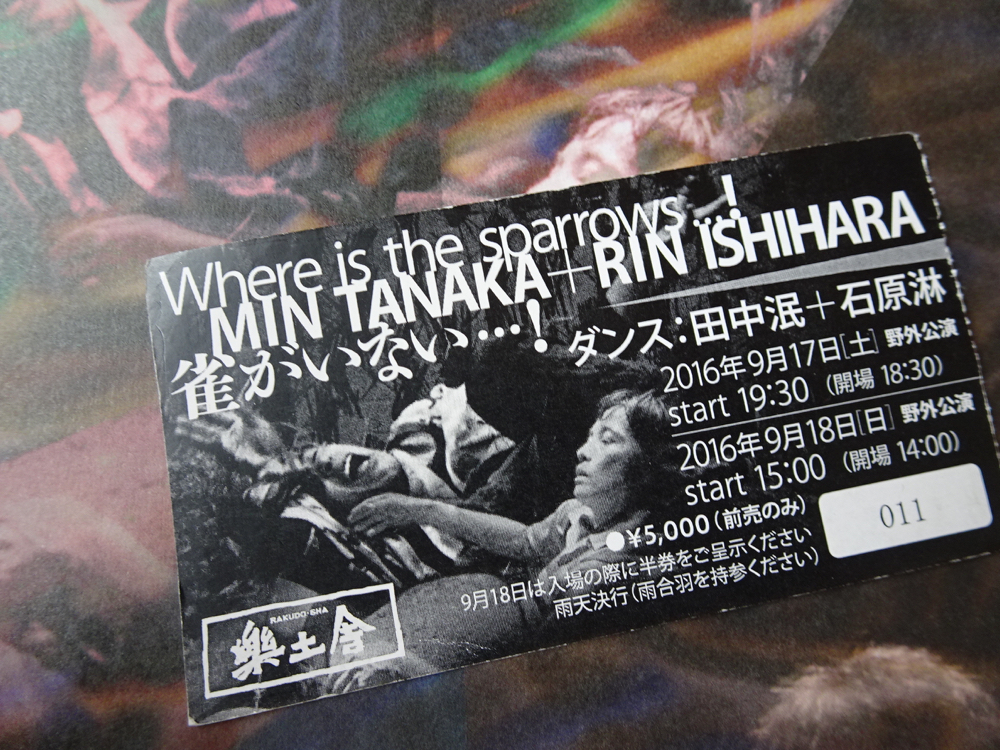 Where is the sparrows ...!
MIN TANAKA+RIN ISHIHARA
雀がいない…!
ダンス：田中泯＋石原淋
2016年9月17日[土] 野外公演
start 19:30 （開場 18:30）
2016年9月18日[日] 野外公演
start 15:00 （開場 14:00）
●¥5,000（前売のみ）
011
9月18日は入場の際に半券をご呈示ください
雨天決行（雨合羽を持参ください）
RAKUDO-SHA
樂土舎